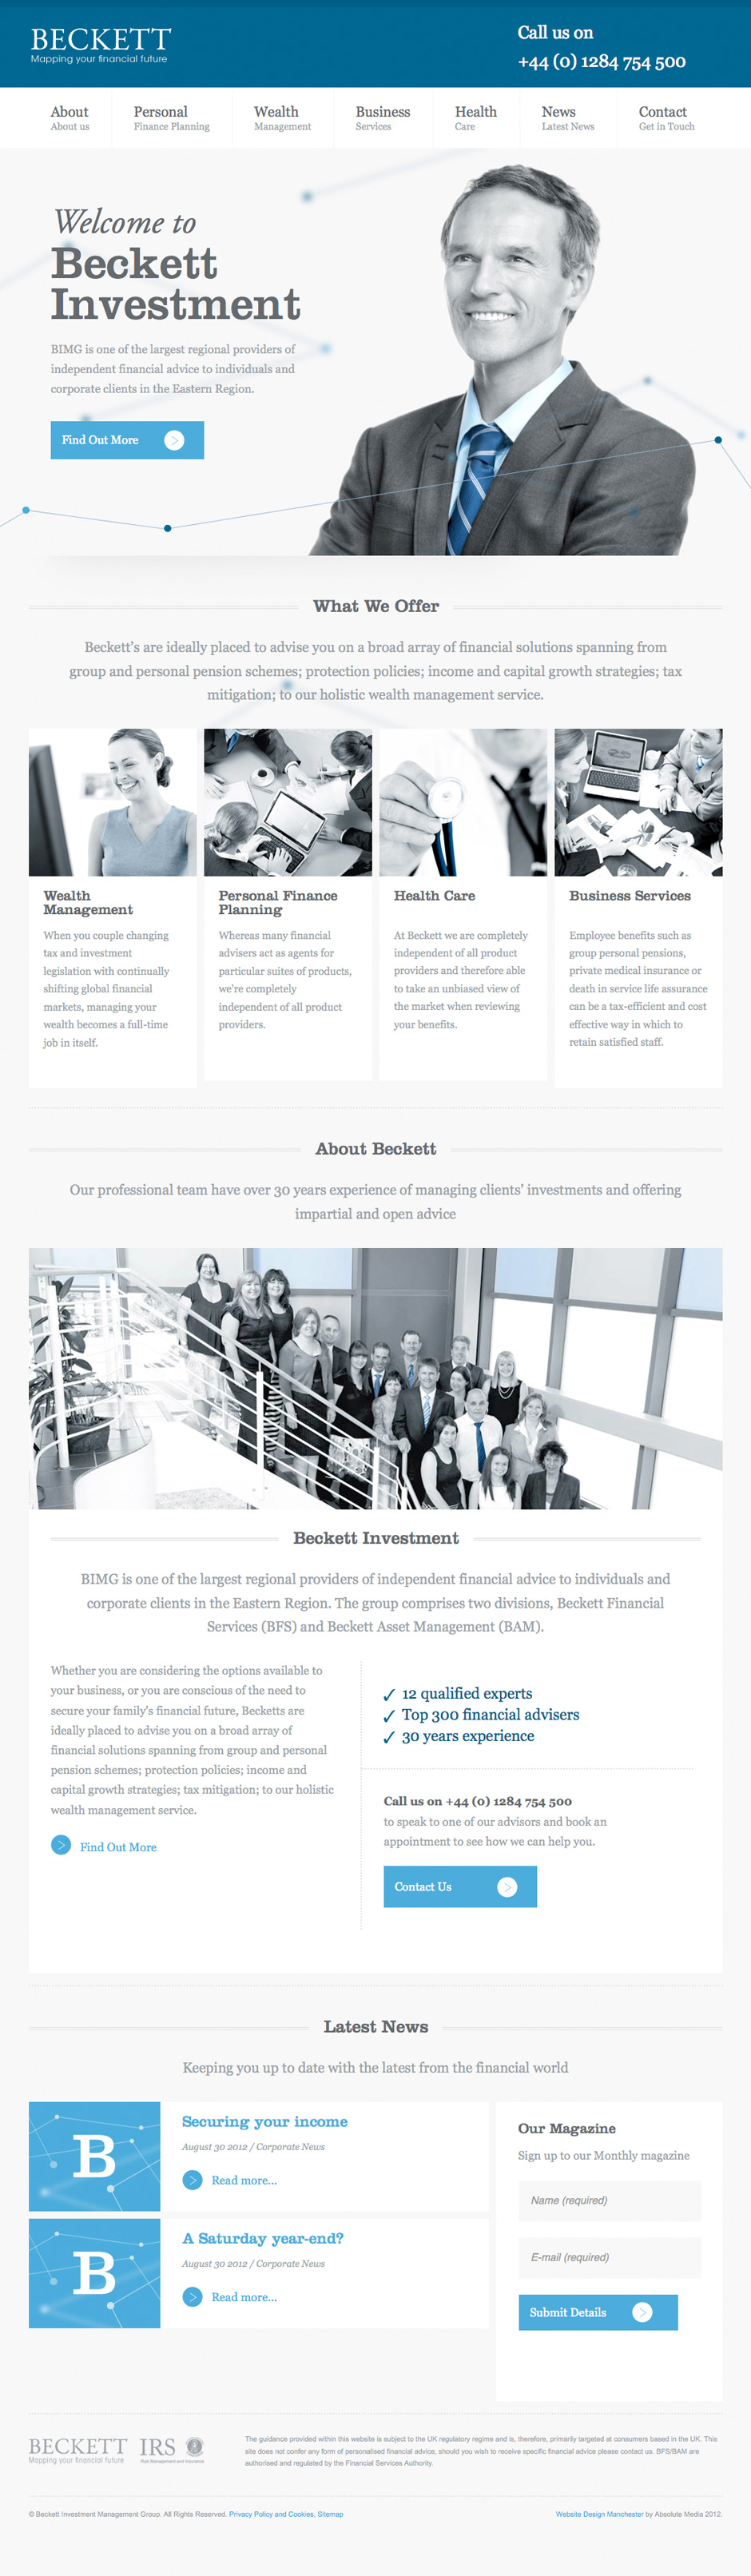 BECKETT
Mapping your financial future
Call us on
+44 (0) 1284 754 500
About
About us
Personal
Finance Planning
Wealth
Management
Business
Services
Health
Care
News
Latest News
Contact
Get in Touch
Welcome to
Beckett
Investment
BIMG is one of the largest regional providers of
independent financial advice to individuals and
corporate clients in the Eastern Region.
Find Out More
What We Offer
Beckett's are ideally placed to advise you on a broad array of financial solutions spanning from
group and personal pension schemes; protection policies; income and capital growth strategies; tax
mitigation; to our holistic wealth management service.
Wealth
Management
When you couple changing
tax and investment
legislation with continually
shifting global financial
markets, managing your
wealth becomes a full-time
job in itself.
Personal Finance
Planning
Whereas many financial
advisers act as agents for
particular suites of products,
we're completely
independent of all product
providers.
Health Care
At Beckett we are completely
independent of all product
providers and therefore able
to take an unbiased view of
the market when reviewing
your benefits.
Business Services
Employee benefits such as
group personal pensions,
private medical insurance or
death in service life assurance
can be a tax-efficient and cost
effective way in which to
retain satisfied staff.
About Beckett
Our professional team have over 30 years experience of managing clients' investments and offering
impartial and open advice
Beckett Investment
BIMG is one of the largest regional providers of independent financial advice to individuals and
corporate clients in the Eastern Region. The group comprises two divisions, Beckett Financial
Services (BFS) and Beckett Asset Management (BAM).
Whether you are considering the options available to
your business, or you are conscious of the need to
secure your family's financial future, Becketts are
ideally placed to advise you on a broad array of
financial solutions spanning from group and personal
pension schemes; protection policies; income and
capital growth strategies; tax mitigation; to our holistic
wealth management service.
Find Out More
✓ 12 qualified experts
✓ Top 300 financial advisers
✓ 30 years experience
Call us on +44 (0) 1284 754 500
to speak to one of our advisors and book an
appointment to see how we can help you.
Contact Us
Latest News
Keeping you up to date with the latest from the financial world
B
Securing your income
August 30 2012 / Corporate News
Read more...
B
A Saturday year-end?
August 30 2012 / Corporate News
Read more...
Our Magazine
Sign up to our Monthly magazine
Name (required)
E-mail (required)
Submit Details
BECKETT
Mapping your financial future
IRS
Risk Management and Insurance
The guidance provided within this website is subject to the UK regulatory regime and is, therefore, primarily targeted at consumers based in the UK. This
site does not confer any form of personalised financial advice, should you wish to receive specific financial advice please contact us. BFS/BAM are
authorised and regulated by the Financial Services Authority.
© Beckett Investment Management Group. All Rights Reserved. Privacy Policy and Cookies, Sitemap
Website Design Manchester by Absolute Media 2012.